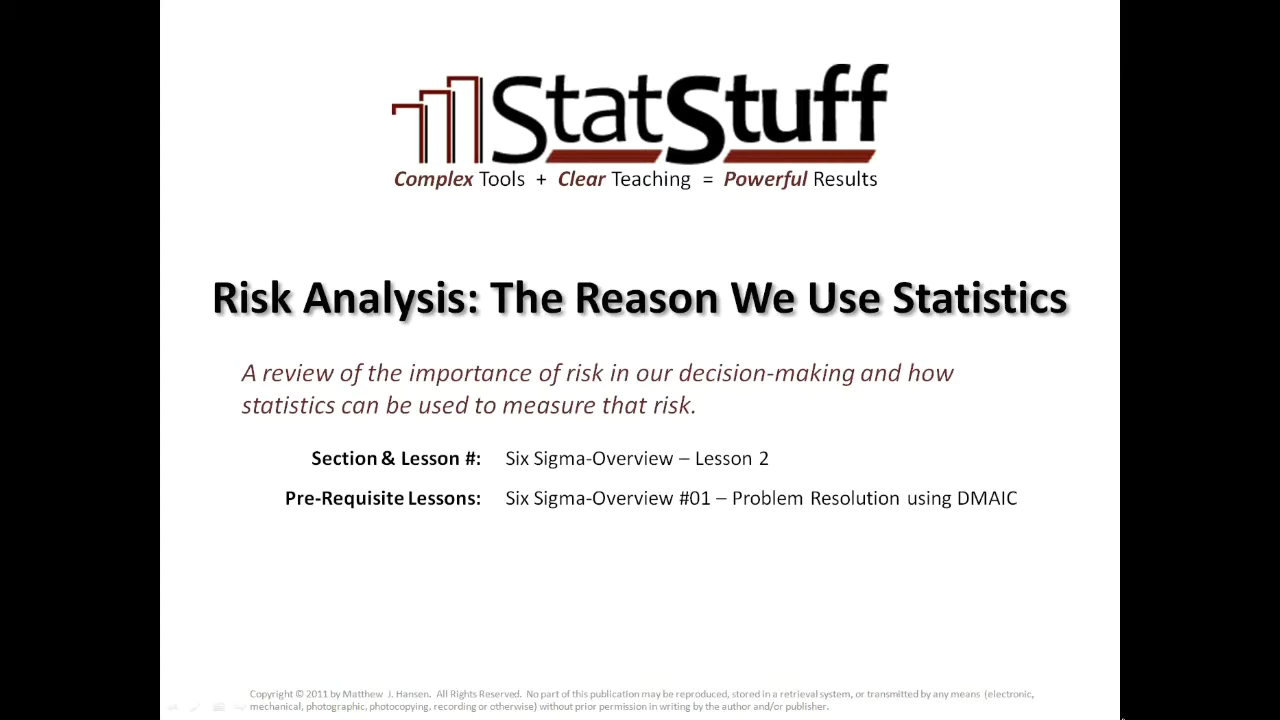 StatStuff
Complex Tools + Clear Teaching = Powerful Results
Risk Analysis: The Reason We Use Statistics
A review of the importance of risk in our decision-making and how
statistics can be used to measure that risk.
Section & Lesson #: Six Sigma-Overview – Lesson 2
Pre-Requisite Lessons: Six Sigma-Overview #01 – Problem Resolution using DMAIC
Copyright © 2011 by Matthew J. Hansen. All Rights Reserved. No part of this publication may be reproduced, stored in a retrieval system, or transmitted by any means (electronic,
mechanical, photographic, photocopying, recording or otherwise) without prior permission in writing by the author and/or publisher.